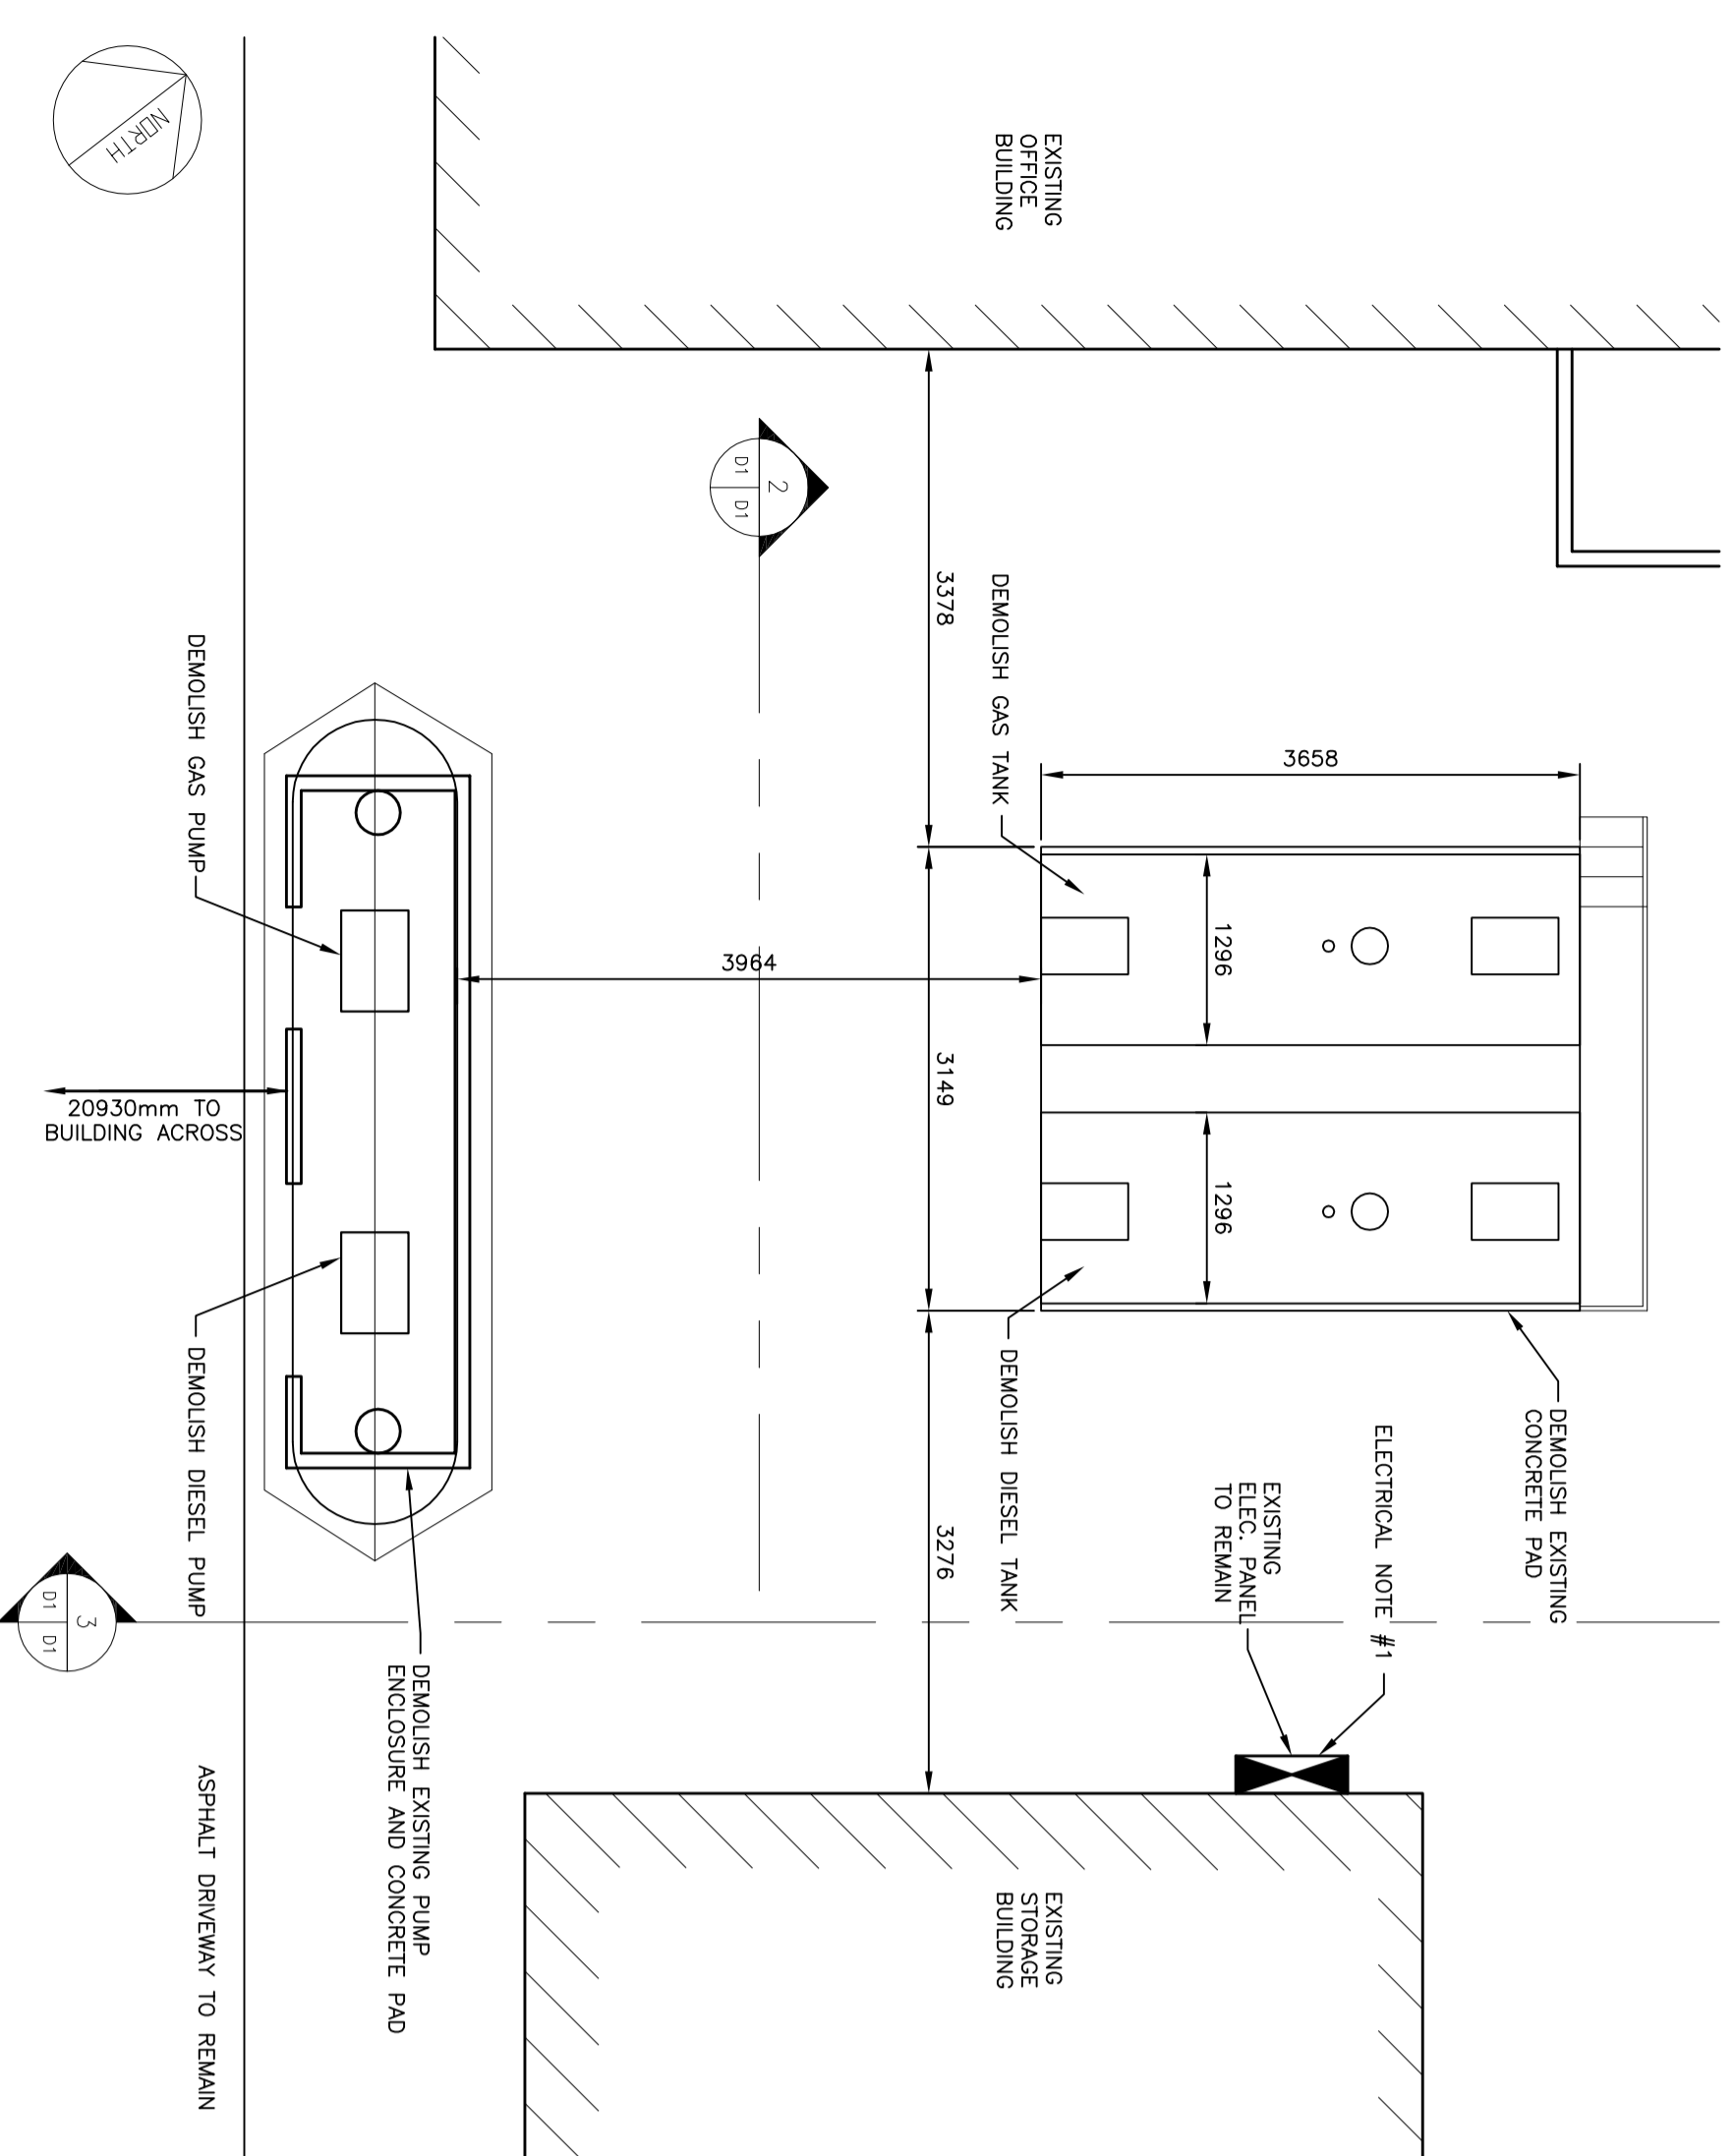 NORTH
EXISTING
OFFICE
BUILDING
2
D1
D1
3378
DEMOLISH GAS TANK
3658
1296
1296
3964
3149
3276
DEMOLISH GAS PUMP
20930mm TO
BUILDING ACROSS
DEMOLISH DIESEL PUMP
DEMOLISH DIESEL TANK
DEMOLISH EXISTING
CONCRETE PAD
ELECTRICAL NOTE #1
EXISTING
ELEC. PANEL
TO REMAIN
3
D1
D1
DEMOLISH EXISTING PUMP
ENCLOSURE AND CONCRETE PAD
ASPHALT DRIVEWAY TO REMAIN
EXISTING
STORAGE
BUILDING